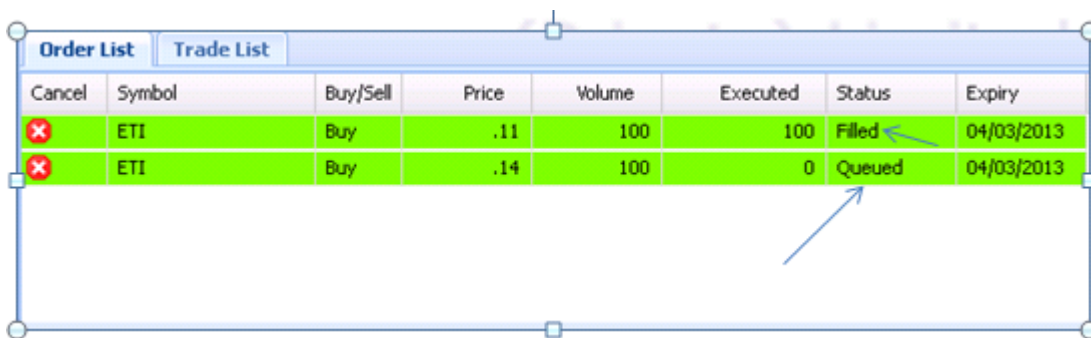 Order List Trade List
Cancel Symbol Buy/Sell Price Volume Executed Status Expiry
ETI Buy .11 100 100 Filled 04/03/2013
ETI Buy .14 100 0 Queued 04/03/2013